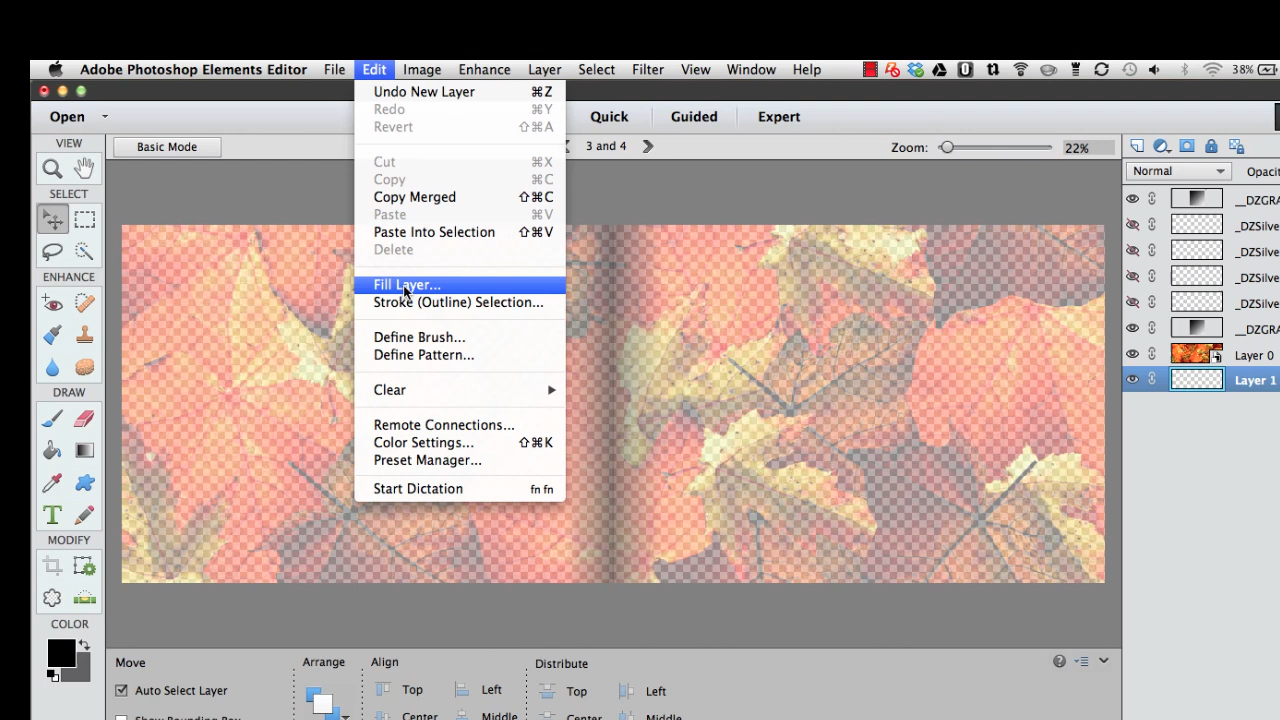 Adobe Photoshop Elements Editor File Edit Image Enhance Layer Select Filter View Window Help 38%
Open Quick Guided Expert
Basic Mode 3 and 4 Zoom: 22%
VIEW
SELECT
ENHANCE
DRAW
MODIFY
COLOR
Undo New Layer ⌘Z
Redo ⌘Y
Revert ⇧⌘A
Cut ⌘X
Copy ⌘C
Copy Merged ⇧⌘C
Paste ⌘V
Paste Into Selection ⇧⌘V
Delete
Fill Layer...
Stroke (Outline) Selection...
Define Brush...
Define Pattern...
Clear
Remote Connections...
Color Settings... ⇧⌘K
Preset Manager...
Start Dictation fn fn
Normal Opacit
__DZGRA
_DZSilve
_DZSilve
_DZSilve
_DZSilve
__DZGRA
Layer 0
Layer 1
Move Arrange Align Distribute
Auto Select Layer Top Left Top Left
Show Bounding Box Center Middle Center Middle